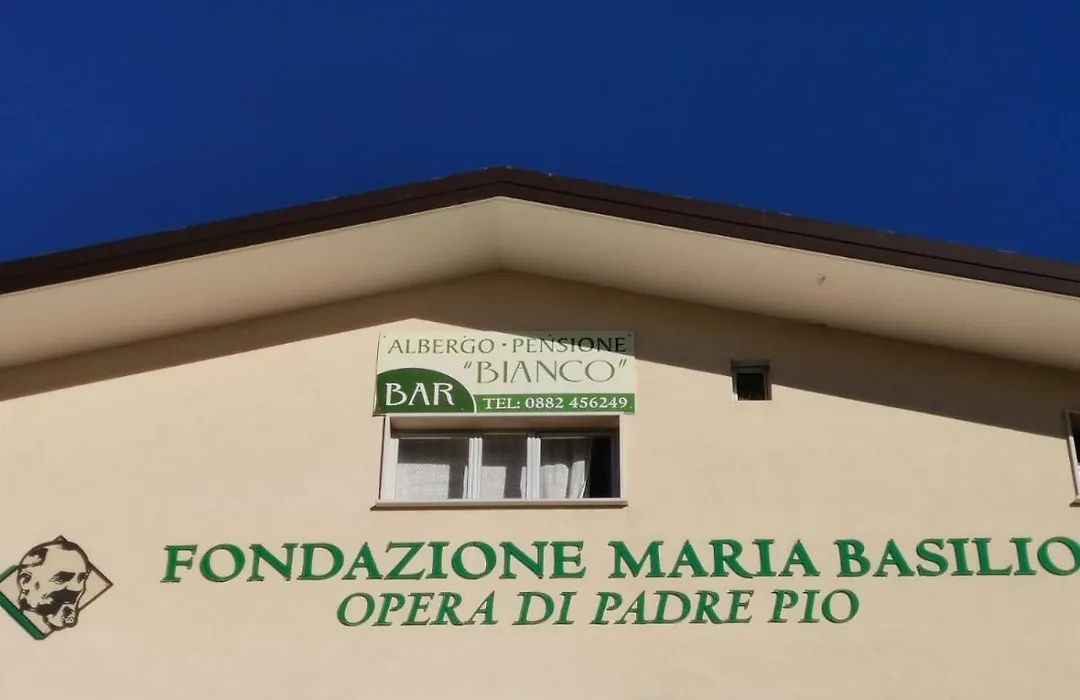 ALBERGO · PENSIONE
"BIANCO"
BAR
TEL: 0882 456249
FONDAZIONE MARIA BASILIO
OPERA DI PADRE PIO